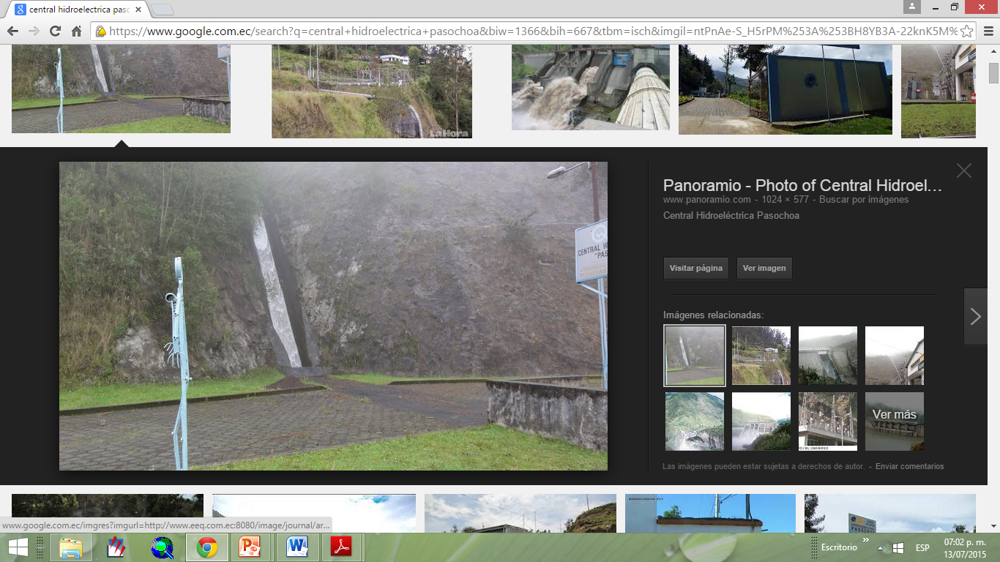 central hidroelectrica pasc
https://www.google.com.ec/search?q=central+hidroelectrica+pasochoa&biw=1366&bih=667&tbm=isch&imgil=ntPnAe-S_H5rPM%253A%253BH8YB3A-22knK5M%
LaHora
CENTRAL H
"PAS
Panoramio - Photo of Central Hidroel...
www.panoramio.com - 1024 × 577 - Buscar por imágenes
Central Hidroeléctrica Pasochoa
Visitar página
Ver imagen
Imágenes relacionadas:
Ver más
Las imágenes pueden estar sujetas a derechos de autor. - Enviar comentarios
www.google.com.ec/imgres?imgurl=http://www.eeq.com.ec:8080/image/journal/ar...
Escritorio
ESP
07:02 p. m.
13/07/2015